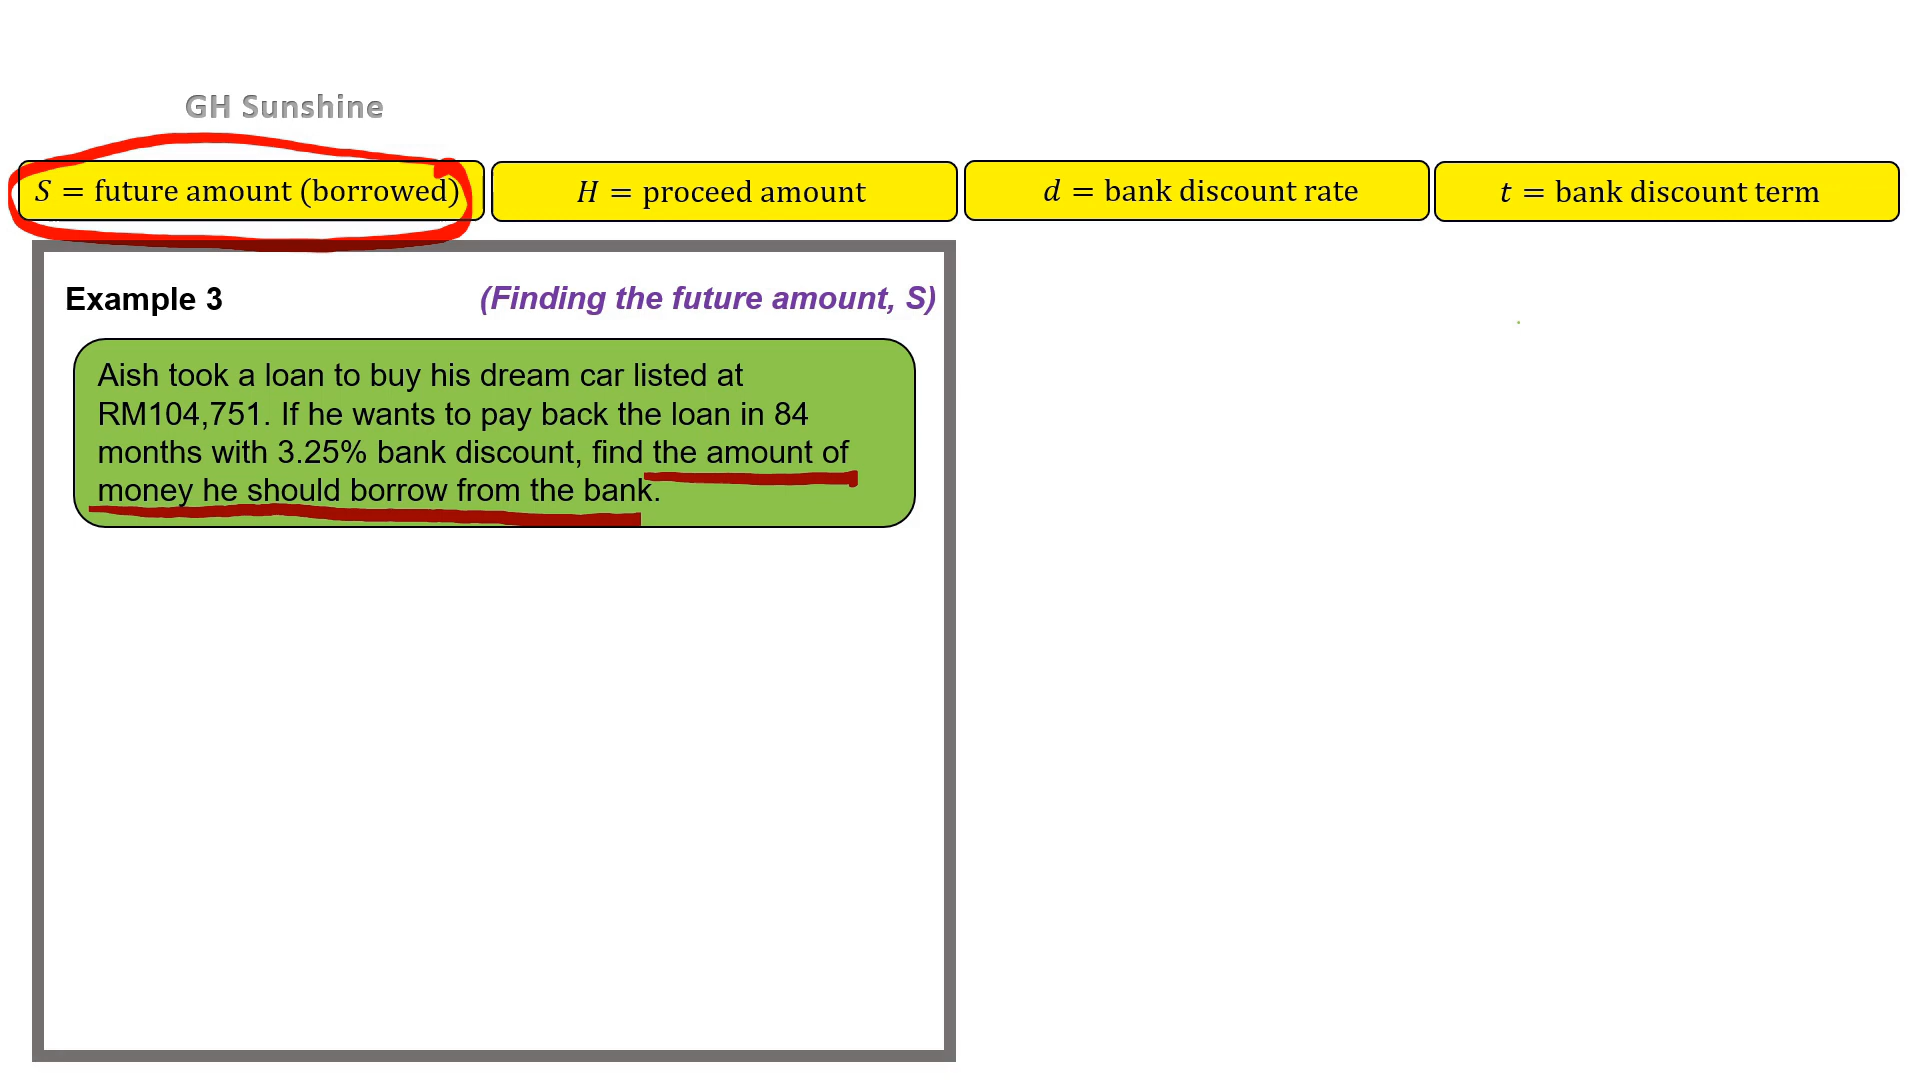 GH Sunshine
S = future amount (borrowed)
H = proceed amount
d = bank discount rate
t = bank discount term
Example 3
(Finding the future amount, S)
Aish took a loan to buy his dream car listed at
RM104,751. If he wants to pay back the loan in 84
months with 3.25% bank discount, find the amount of
money he should borrow from the bank.